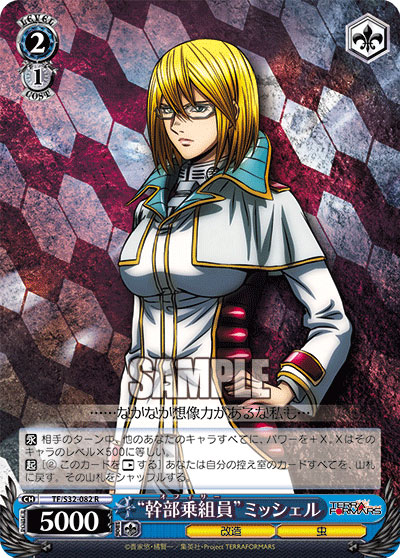 LEVEL
2
1
COST
SAMPLE
……なかなか想像力があるな私も…
永 相手のターン中、他のあなたのキャラすべてに、パワーを＋X。Xはそ
のキャラのレベル×500に等しい。
起［② このカードを レスト する］ あなたは自分の控え室のカードすべてを、山札
に戻す。その山札をシャッフルする。
CH TF/S32-082 R
5000
オフィサー
“幹部乗組員” ミッシェル
TERRA FORMARS
改造
虫
©貴家悠・橘賢一／集英社・Project TERRAFORMARS